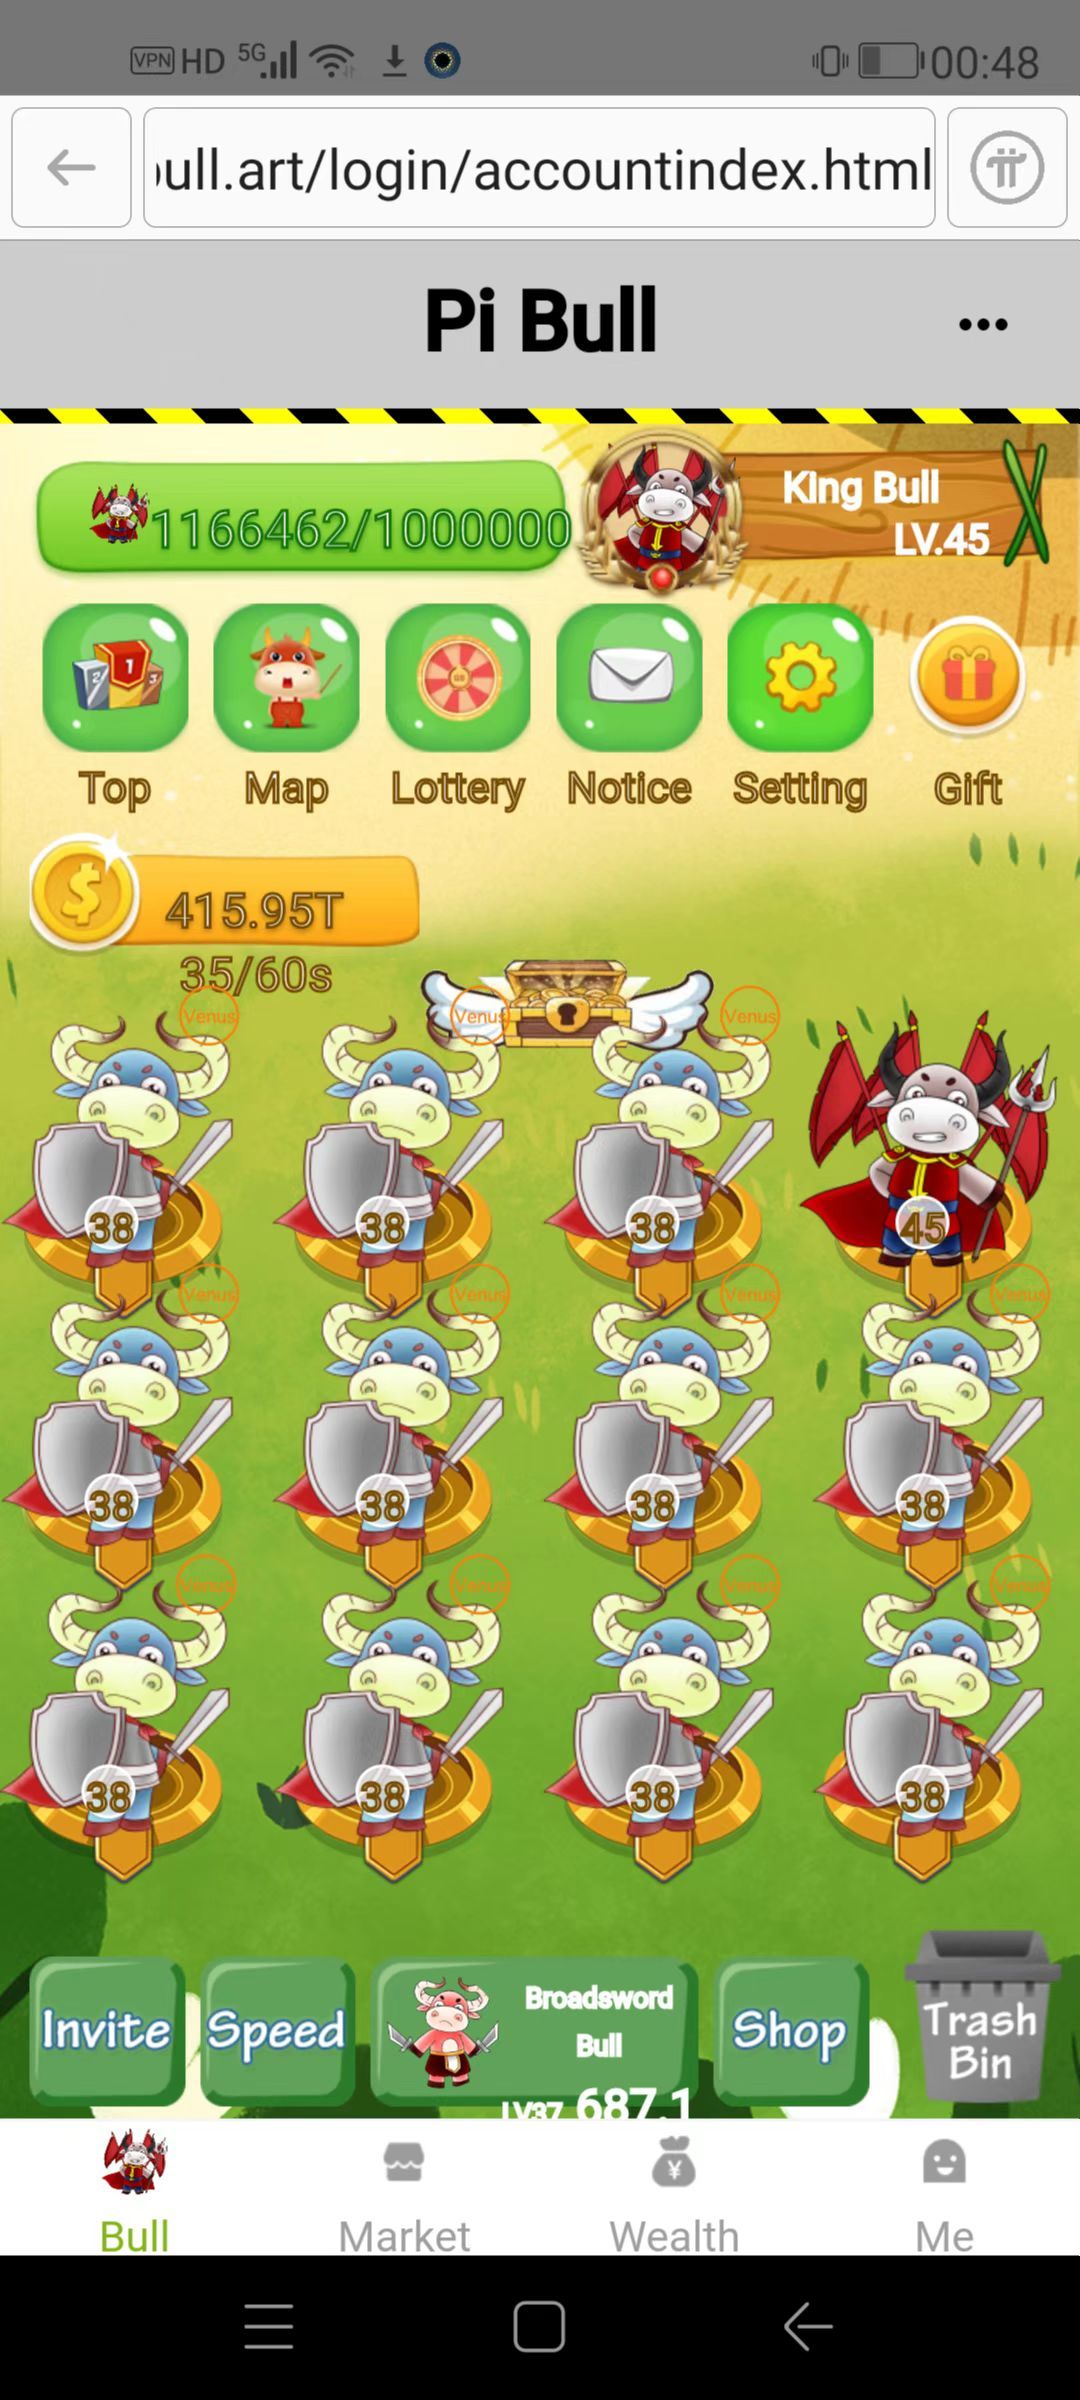 VPN HD 5G 00:48
ull.art/login/accountindex.html
Pi Bull
1166462/1000000
King Bull
LV.45
1 2 3
Top Map Lottery Notice Setting Gift
$ 415.95T
35/60s
Venus Venus Venus
38 38 38 45
Venus Venus Venus Venus
38 38 38 38
Venus Venus Venus Venus
38 38 38 38
Invite
Speed
Broadsword
Bull
LV37 687.1
Shop
Trash
Bin
¥
Bull Market Wealth Me